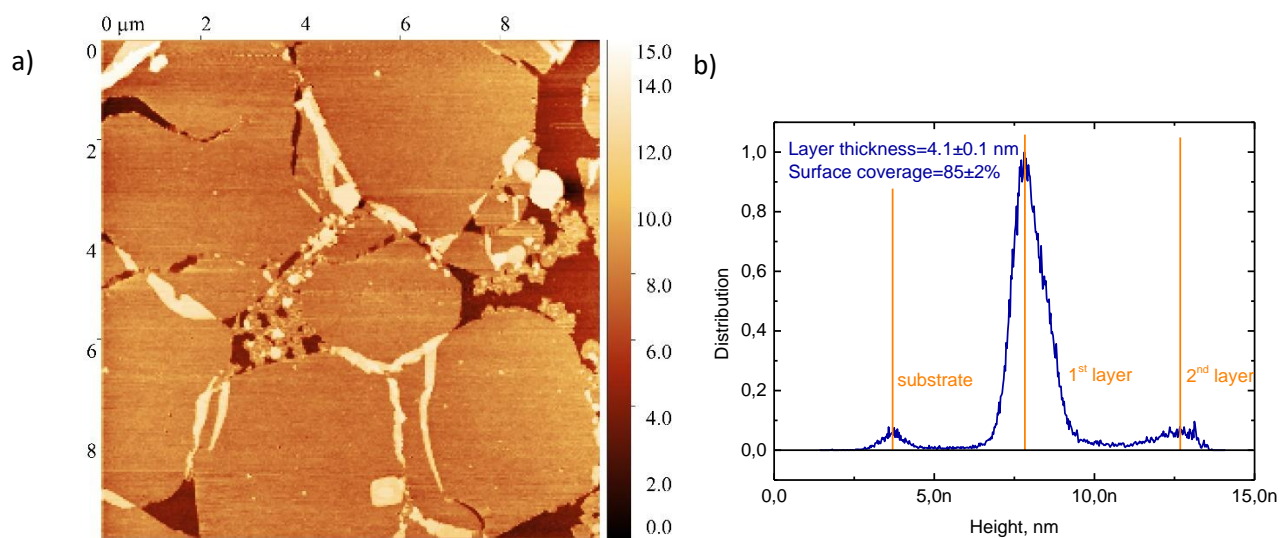 a)
0 μm 2 4 6 8
0
2
4
6
8
15.0
14.0
12.0
10.0
8.0
6.0
4.0
2.0
0.0
b)
Layer thickness=4.1±0.1 nm
Surface coverage=85±2%
substrate
1st layer
2nd layer
Distribution
1,0
0,8
0,6
0,4
0,2
0,0
0,0 5,0n 10,0n 15,0n
Height, nm